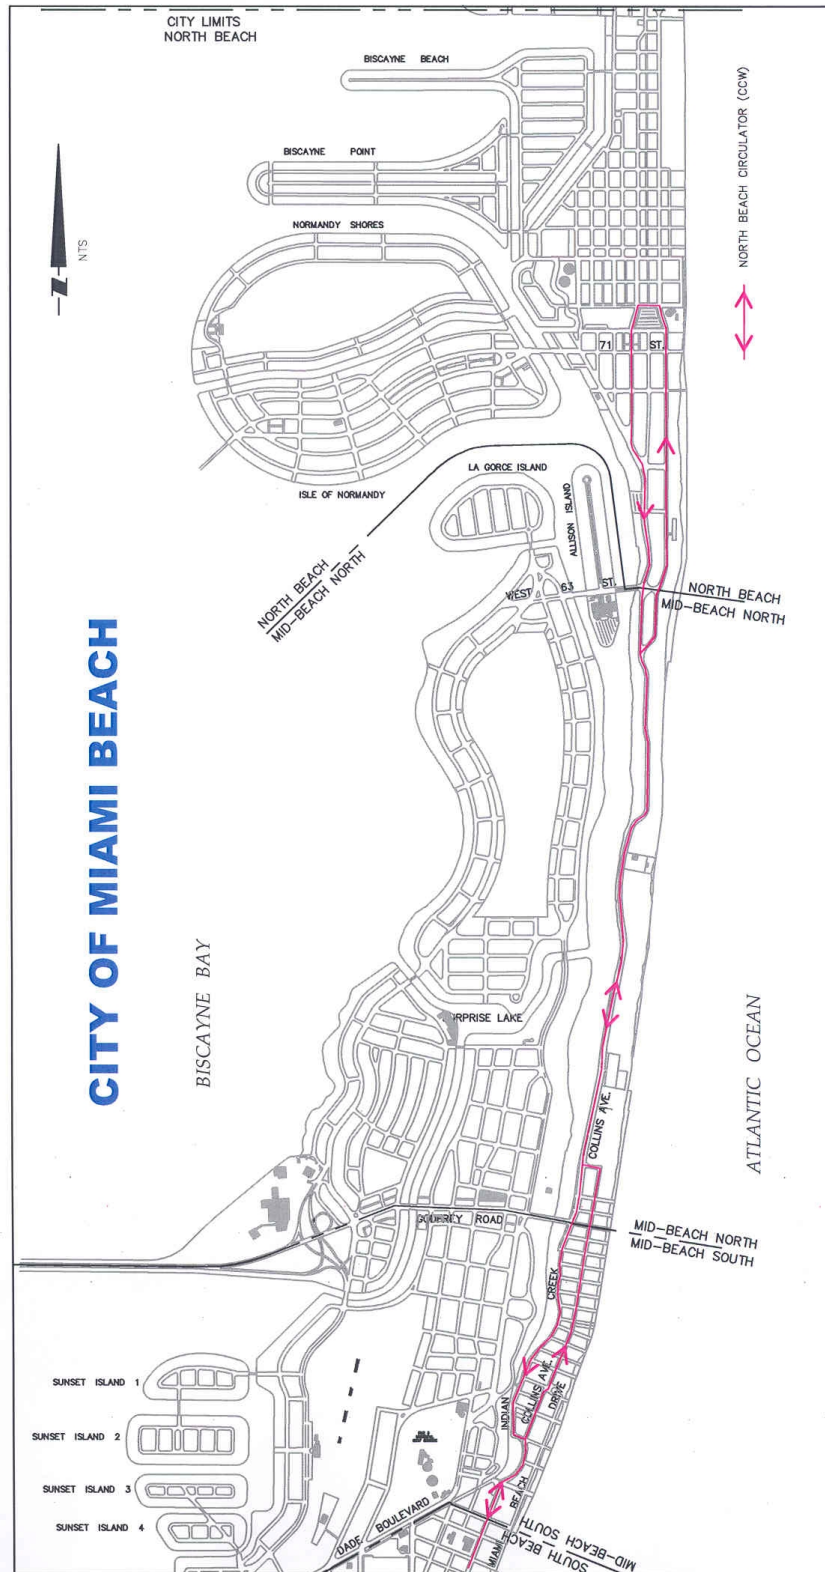 CITY LIMITS
NORTH BEACH
BISCAYNE BEACH
NORTH BEACH CIRCULATOR (CCW)
BISCAYNE POINT
N
NTS
NORMANDY SHORES
71 ST.
ISLE OF NORMANDY
LA GORCE ISLAND
ALLISON ISLAND
NORTH BEACH
MID-BEACH NORTH
WEST 63 ST.
NORTH BEACH
MID-BEACH NORTH
CITY OF MIAMI BEACH
BISCAYNE BAY
ATLANTIC OCEAN
LAKE
COLLINS AVE.
ROAD
MID-BEACH NORTH
MID-BEACH SOUTH
INDIAN CREEK
COLLINS AVE.
MIAMI BEACH DRIVE
SUNSET ISLAND 1
SUNSET ISLAND 2
SUNSET ISLAND 3
SUNSET ISLAND 4
DADE BOULEVARD
MID-BEACH SOUTH
SOUTH BEACH